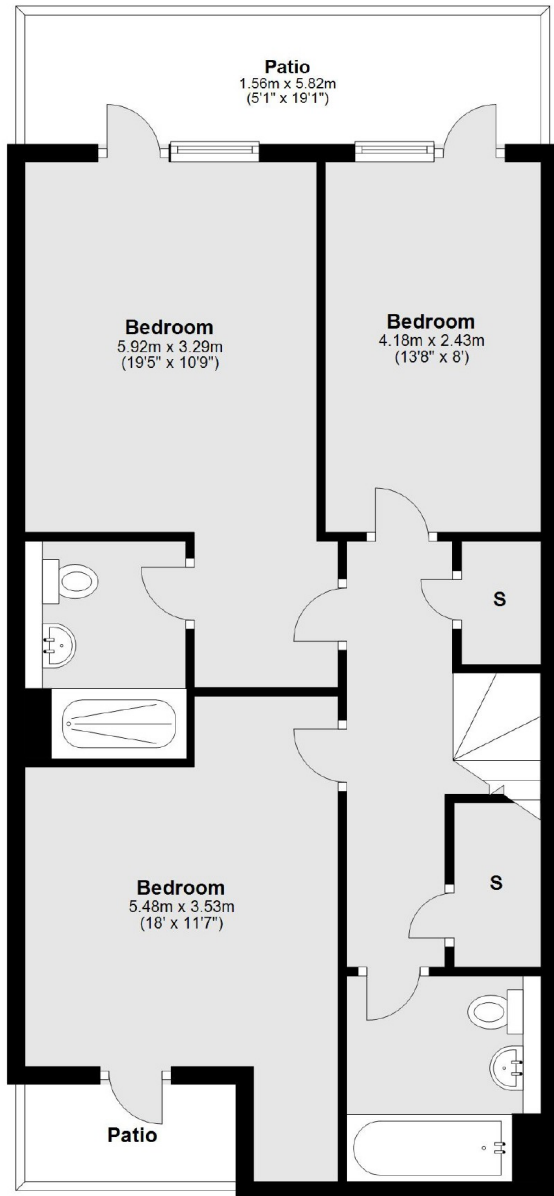 Patio
1.56m x 5.82m
(5'1" x 19'1")
Bedroom
5.92m x 3.29m
(19'5" x 10'9")
Bedroom
4.18m x 2.43m
(13'8" x 8')
S
S
Bedroom
5.48m x 3.53m
(18' x 11'7")
Patio